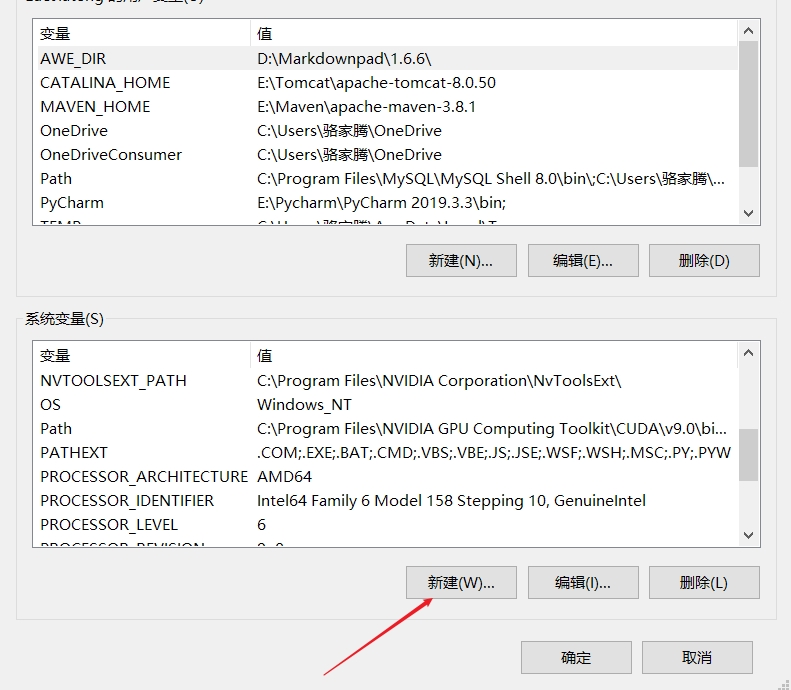 变量 值
AWE_DIR D:\Markdownpad\1.6.6\
CATALINA_HOME E:\Tomcat\apache-tomcat-8.0.50
MAVEN_HOME E:\Maven\apache-maven-3.8.1
OneDrive C:\Users\骆家腾\OneDrive
OneDriveConsumer C:\Users\骆家腾\OneDrive
Path C:\Program Files\MySQL\MySQL Shell 8.0\bin\;C:\Users\骆家腾\...
PyCharm E:\Pycharm\PyCharm 2019.3.3\bin;
新建(N)... 编辑(E)... 删除(D)
系统变量(S)
变量 值
NVTOOLSEXT_PATH C:\Program Files\NVIDIA Corporation\NvToolsExt\
OS Windows_NT
Path C:\Program Files\NVIDIA GPU Computing Toolkit\CUDA\v9.0\bi...
PATHEXT .COM;.EXE;.BAT;.CMD;.VBS;.VBE;.JS;.JSE;.WSF;.WSH;.MSC;.PY;.PYW
PROCESSOR_ARCHITECTURE AMD64
PROCESSOR_IDENTIFIER Intel64 Family 6 Model 158 Stepping 10, GenuineIntel
PROCESSOR_LEVEL 6
PROCESSOR_REVISION
新建(W)... 编辑(I)... 删除(L)
确定 取消